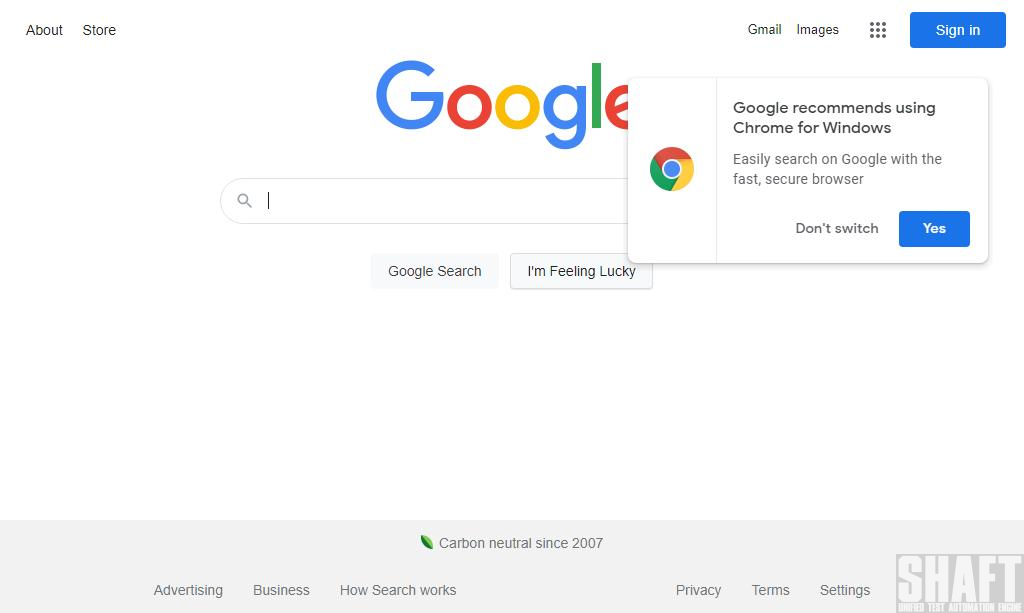 About Store
Gmail Images
Sign in
Google
Google recommends using
Chrome for Windows
Easily search on Google with the
fast, secure browser
Don't switch Yes
Google Search I'm Feeling Lucky
Carbon neutral since 2007
Advertising Business How Search works
Privacy Terms Settings
SHAFT
UNIFIED TEST AUTOMATION ENGINE